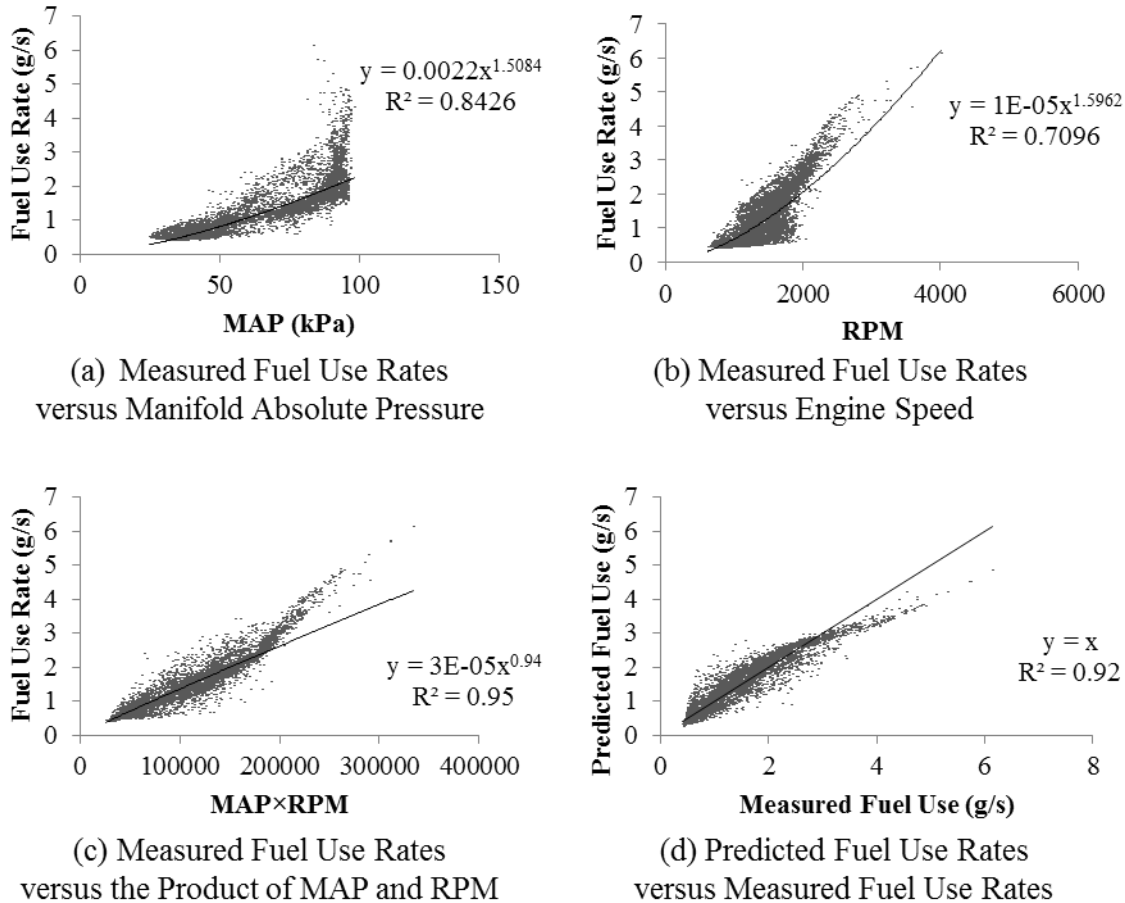 7
6
5
4
3
2
1
0
Fuel Use Rate (g/s)
y = 0.0022x^1.5084
R² = 0.8426
0 50 100 150
MAP (kPa)
(a) Measured Fuel Use Rates
versus Manifold Absolute Pressure
7
6
5
4
3
2
1
0
Fuel Use Rate (g/s)
y = 1E-05x^1.5962
R² = 0.7096
0 2000 4000 6000
RPM
(b) Measured Fuel Use Rates
versus Engine Speed
7
6
5
4
3
2
1
0
Fuel Use Rate (g/s)
y = 3E-05x^0.94
R² = 0.95
0 100000 200000 300000 400000
MAP×RPM
(c) Measured Fuel Use Rates
versus the Product of MAP and RPM
7
6
5
4
3
2
1
0
Predicted Fuel Use (g/s)
y = x
R² = 0.92
0 2 4 6 8
Measured Fuel Use (g/s)
(d) Predicted Fuel Use Rates
versus Measured Fuel Use Rates